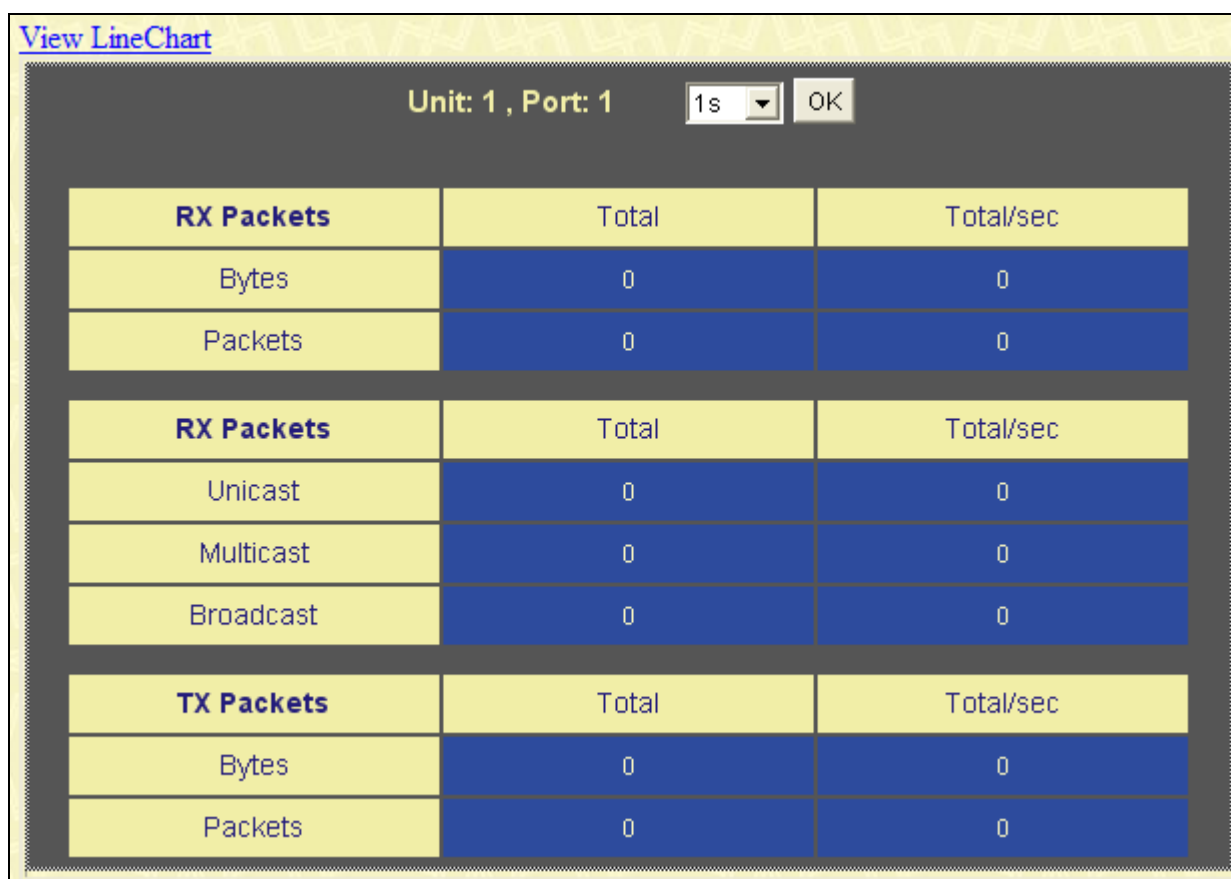 View LineChart
Unit: 1 , Port: 1 1s OK
RX Packets Total Total/sec
Bytes 0 0
Packets 0 0
RX Packets Total Total/sec
Unicast 0 0
Multicast 0 0
Broadcast 0 0
TX Packets Total Total/sec
Bytes 0 0
Packets 0 0